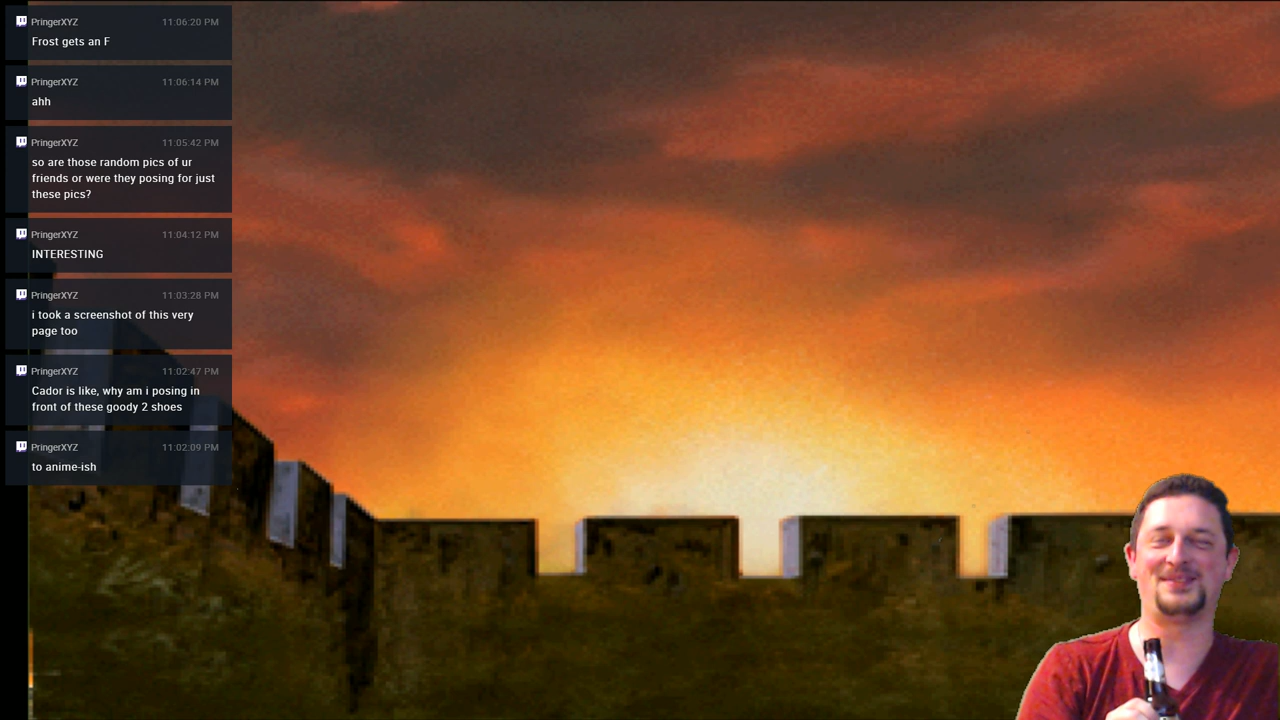 PringerXYZ 11:06:20 PM
Frost gets an F
PringerXYZ 11:06:14 PM
ahh
PringerXYZ 11:05:42 PM
so are those random pics of ur
friends or were they posing for just
these pics?
PringerXYZ 11:04:12 PM
INTERESTING
PringerXYZ 11:03:28 PM
i took a screenshot of this very
page too
PringerXYZ 11:02:47 PM
Cador is like, why am i posing in
front of these goody 2 shoes
PringerXYZ 11:02:09 PM
to anime-ish